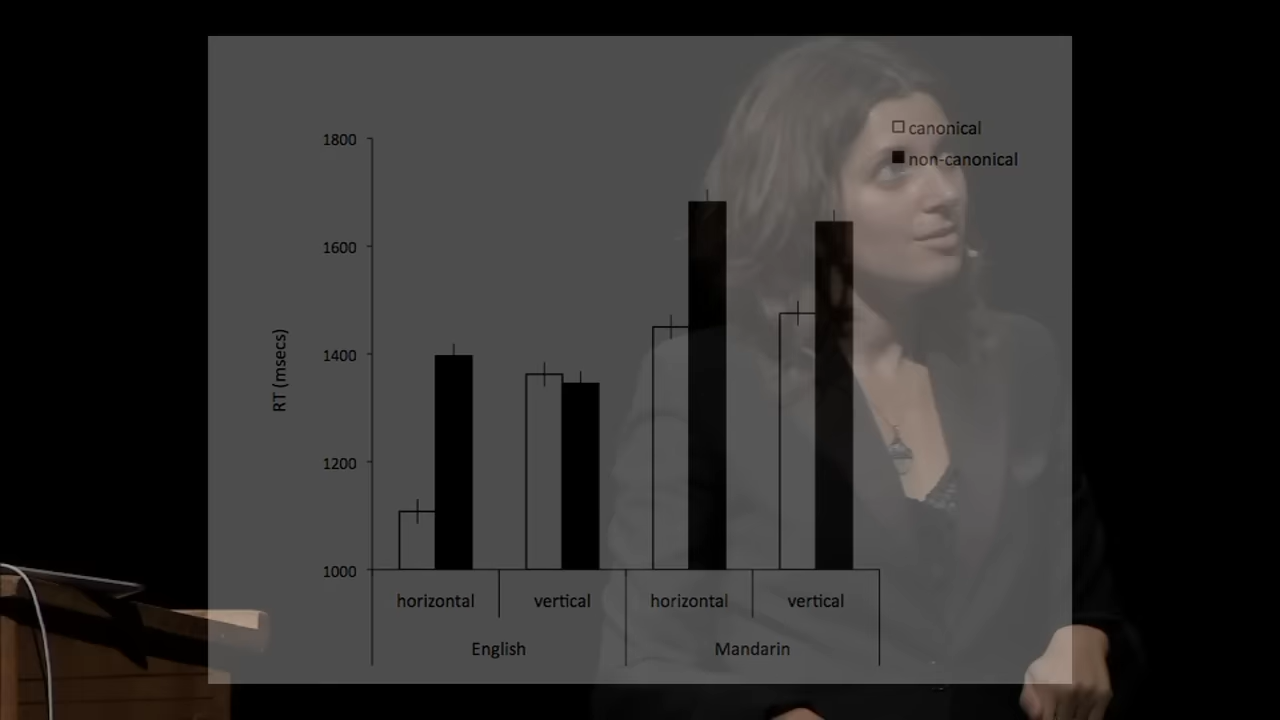 canonical
non-canonical
1800
1600
1400
1200
1000
RT (msecs)
horizontal vertical horizontal vertical
English Mandarin